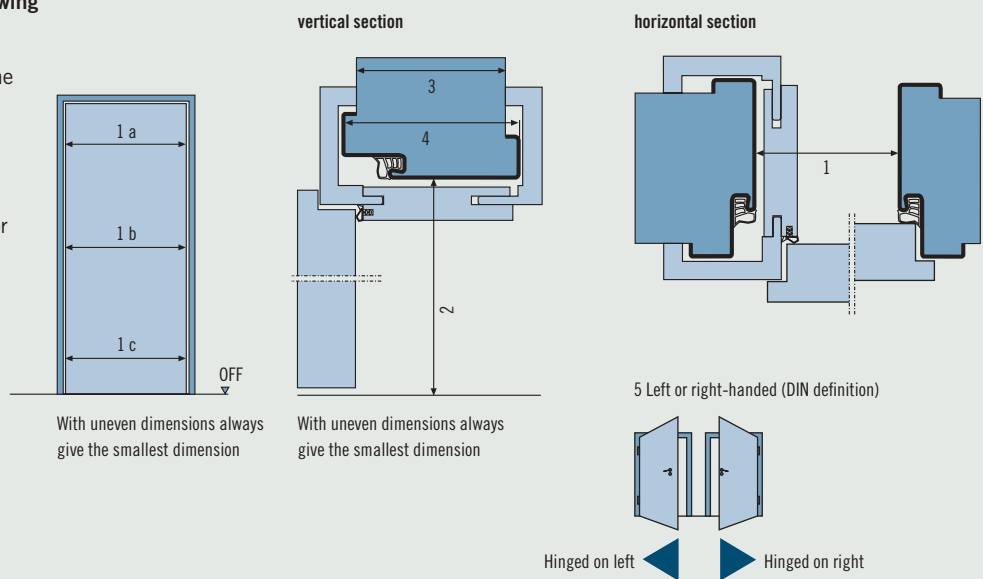 vertical section
horizontal section
1 a
1 b
1 c
OFF
With uneven dimensions always
give the smallest dimension
3
4
2
With uneven dimensions always
give the smallest dimension
1
5 Left or right-handed (DIN definition)
Hinged on left
Hinged on right